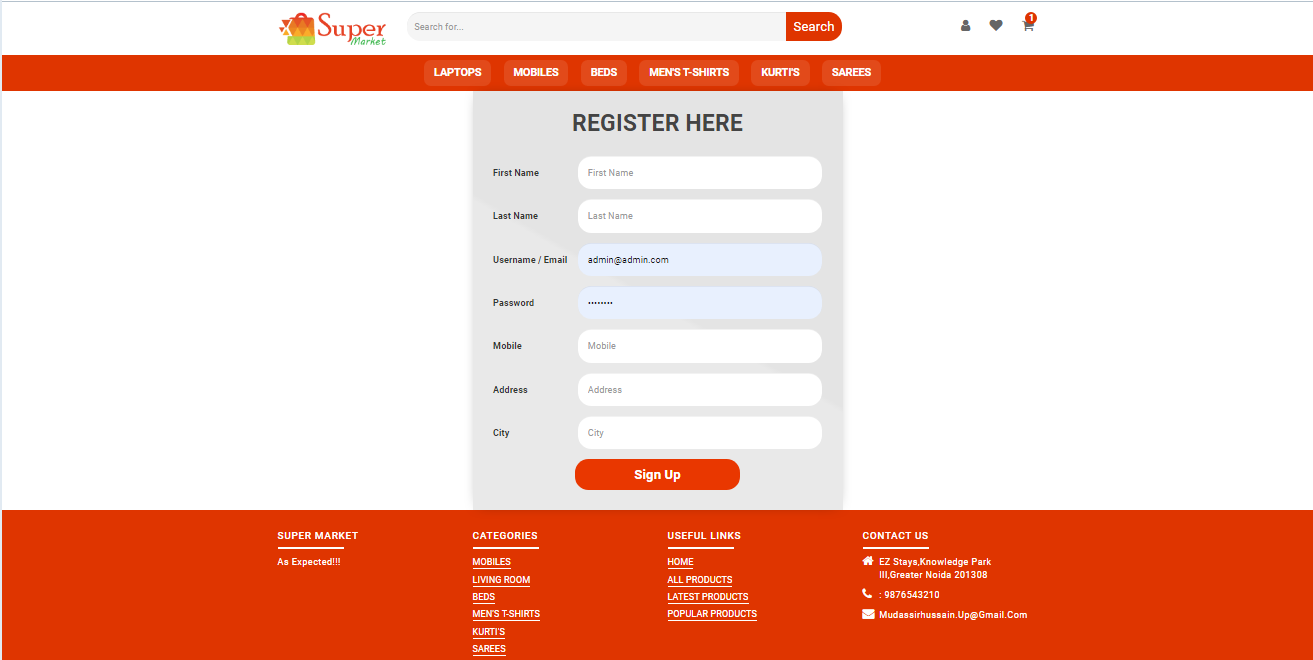 Super
Market
Search for...
Search
1
LAPTOPS MOBILES BEDS MEN'S T-SHIRTS KURTI'S SAREES
REGISTER HERE
First Name First Name
Last Name Last Name
Username / Email admin@admin.com
Password ••••••••
Mobile Mobile
Address Address
City City
Sign Up
SUPER MARKET
As Expected!!!
CATEGORIES
MOBILES
LIVING ROOM
BEDS
MEN'S T-SHIRTS
KURTI'S
SAREES
USEFUL LINKS
HOME
ALL PRODUCTS
LATEST PRODUCTS
POPULAR PRODUCTS
CONTACT US
EZ Stays,Knowledge Park
III,Greater Noida 201308
: 9876543210
Mudassirhussain.Up@Gmail.Com